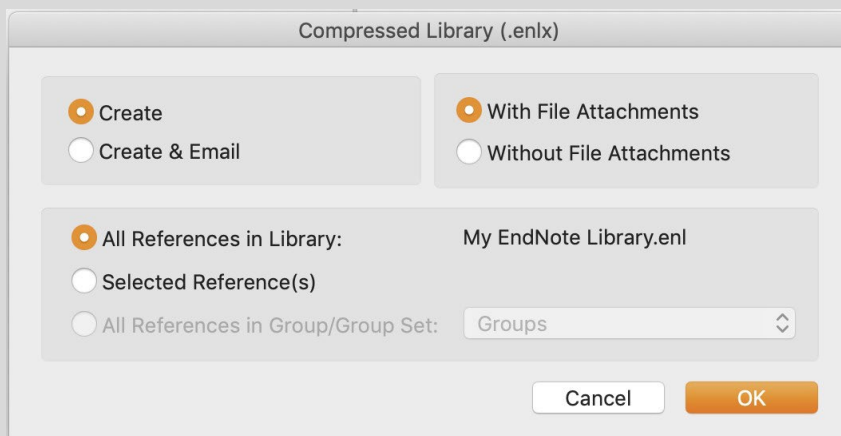 Compressed Library (.enlx)
Create
Create & Email
With File Attachments
Without File Attachments
All References in Library:
My EndNote Library.enl
Selected Reference(s)
All References in Group/Group Set:
Groups
Cancel
OK